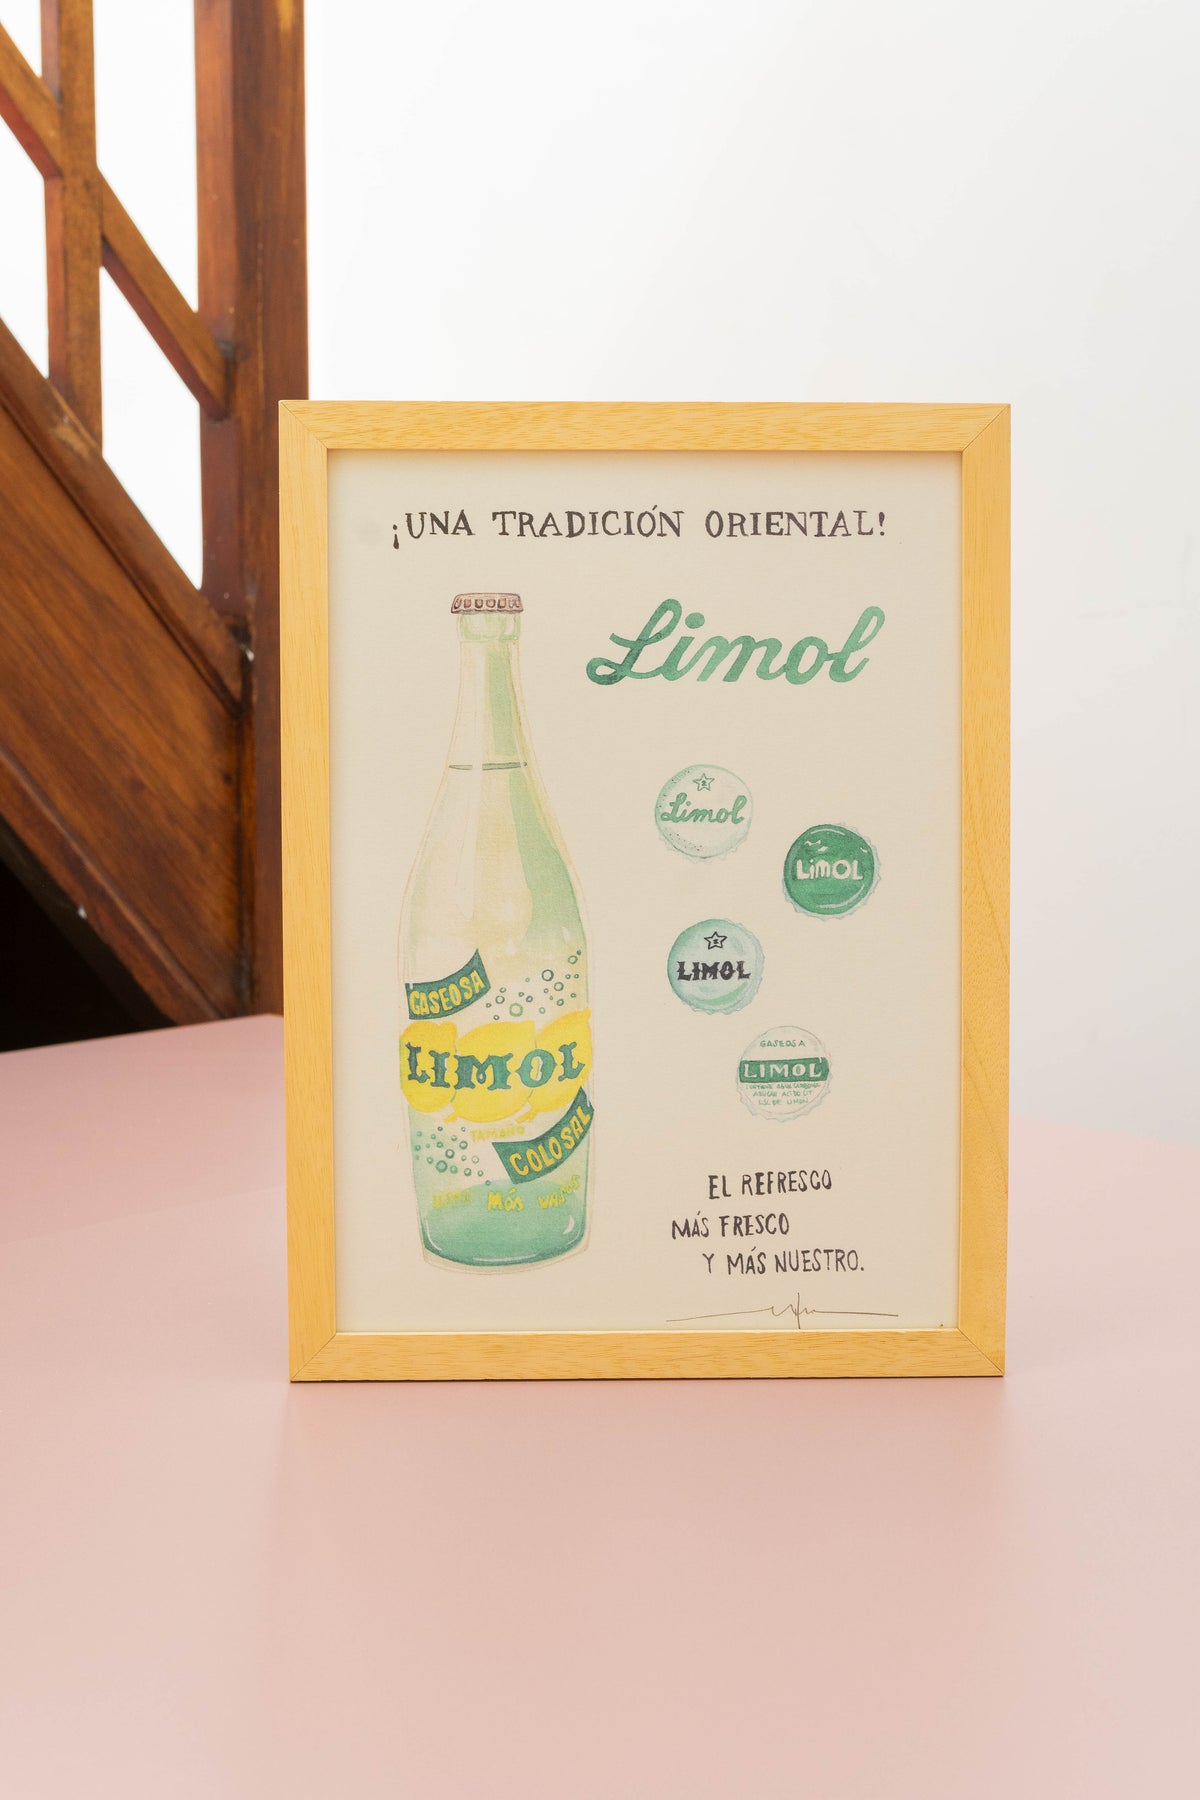 ¡UNA TRADICIÓN ORIENTAL!
Limol
GASEOSA
LIMOL
TAMAÑO
COLOSAL
MÁS VASOS
Limol
LIMOL
LIMOL
GASEOSA
LIMOL
EL REFRESCO
MÁS FRESCO
Y MÁS NUESTRO.